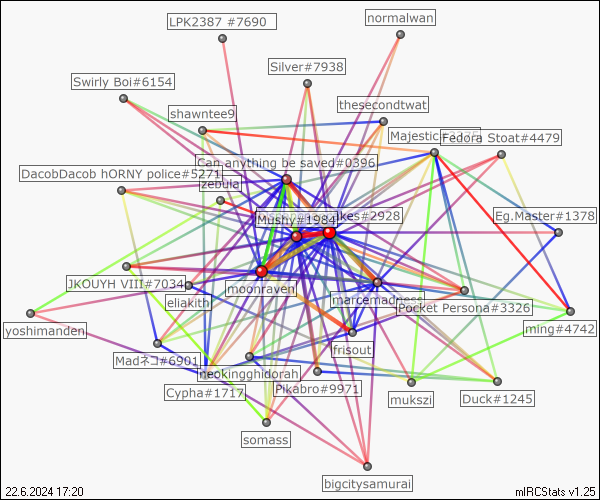 LPK2387 #7690
normalwan
Silver#7938
Swirly Boi#6154
thesecondtwat
shawntee9
Majestic
Fedora Stoat#4479
Can anything be saved#0396
DacobDacob hORNY police#5271
zebula
akes#2928
Mushy#1984
Eg.Master#1378
JKOUYH VIII#7034
moonraven
marcemadness
eliakith
Pocket Persona#3326
yoshimanden
ming#4742
frisout
Madネコ#6901
neokingghidorah
Cypha#1717
Pikabro#9971
mukszi
Duck#1245
somass
bigcitysamurai
22.6.2024 17:20
mIRCStats v1.25